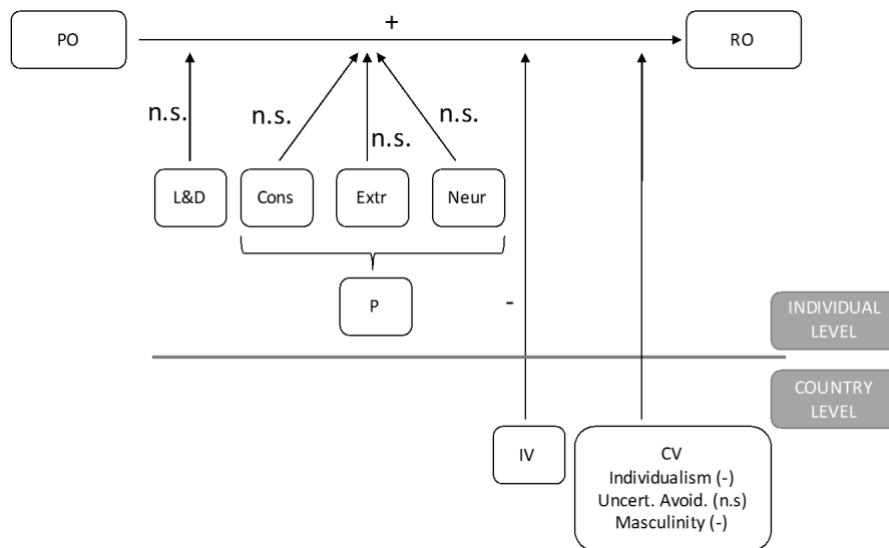 +
PO
RO
n.s.
n.s.
n.s.
n.s.
L&D
Cons
Extr
Neur
P
-
INDIVIDUAL
LEVEL
COUNTRY
LEVEL
IV
CV
Individualism (-)
Uncert. Avoid. (n.s)
Masculinity (-)